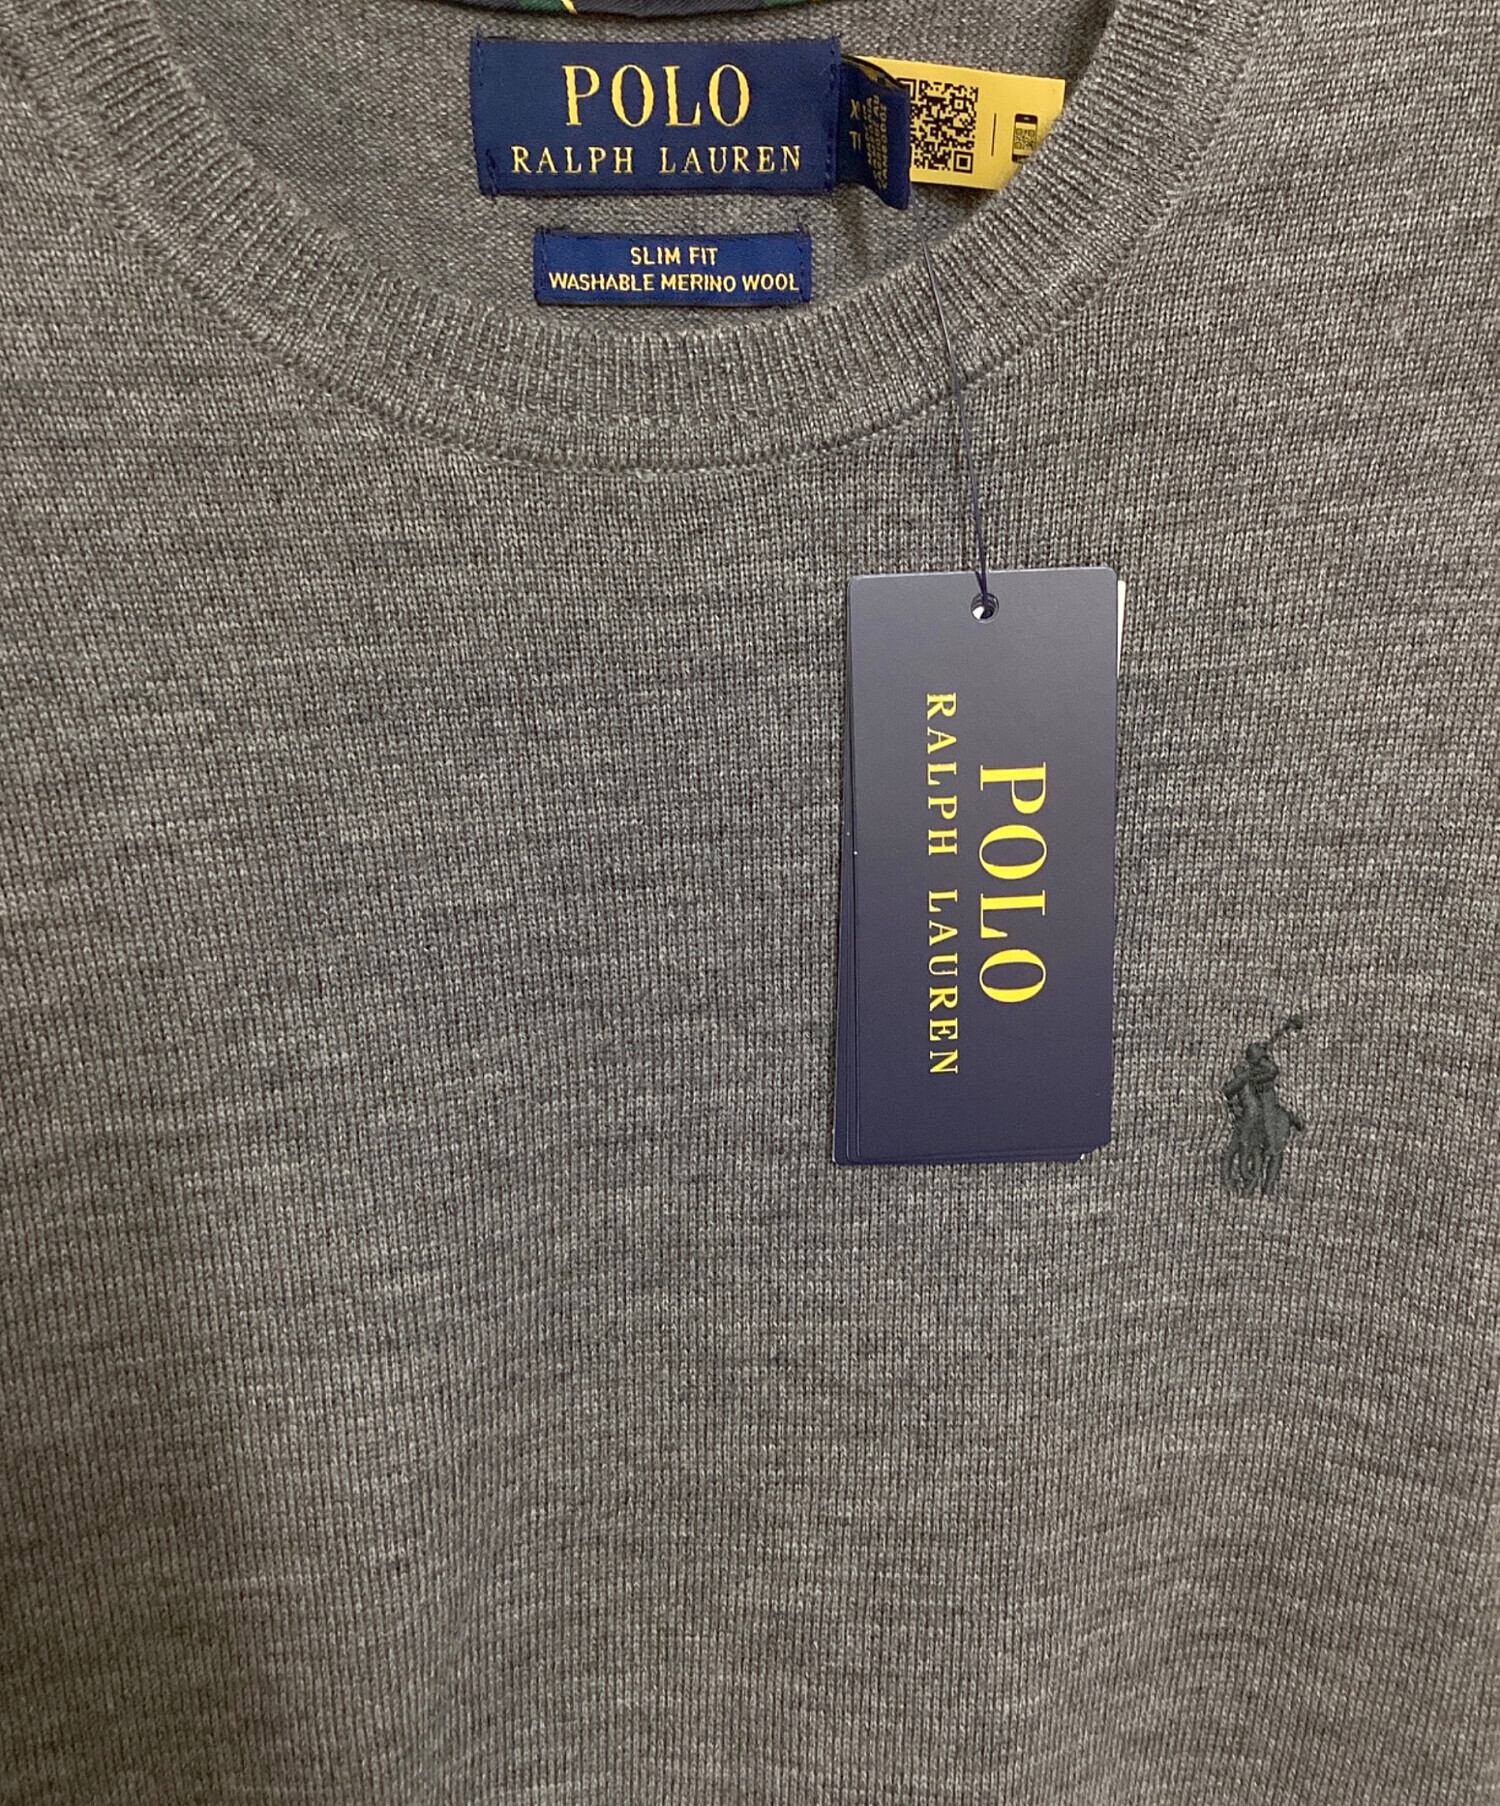 POLO
RALPH LAUREN
SLIM FIT
WASHABLE MERINO WOOL
POLO
RALPH LAUREN